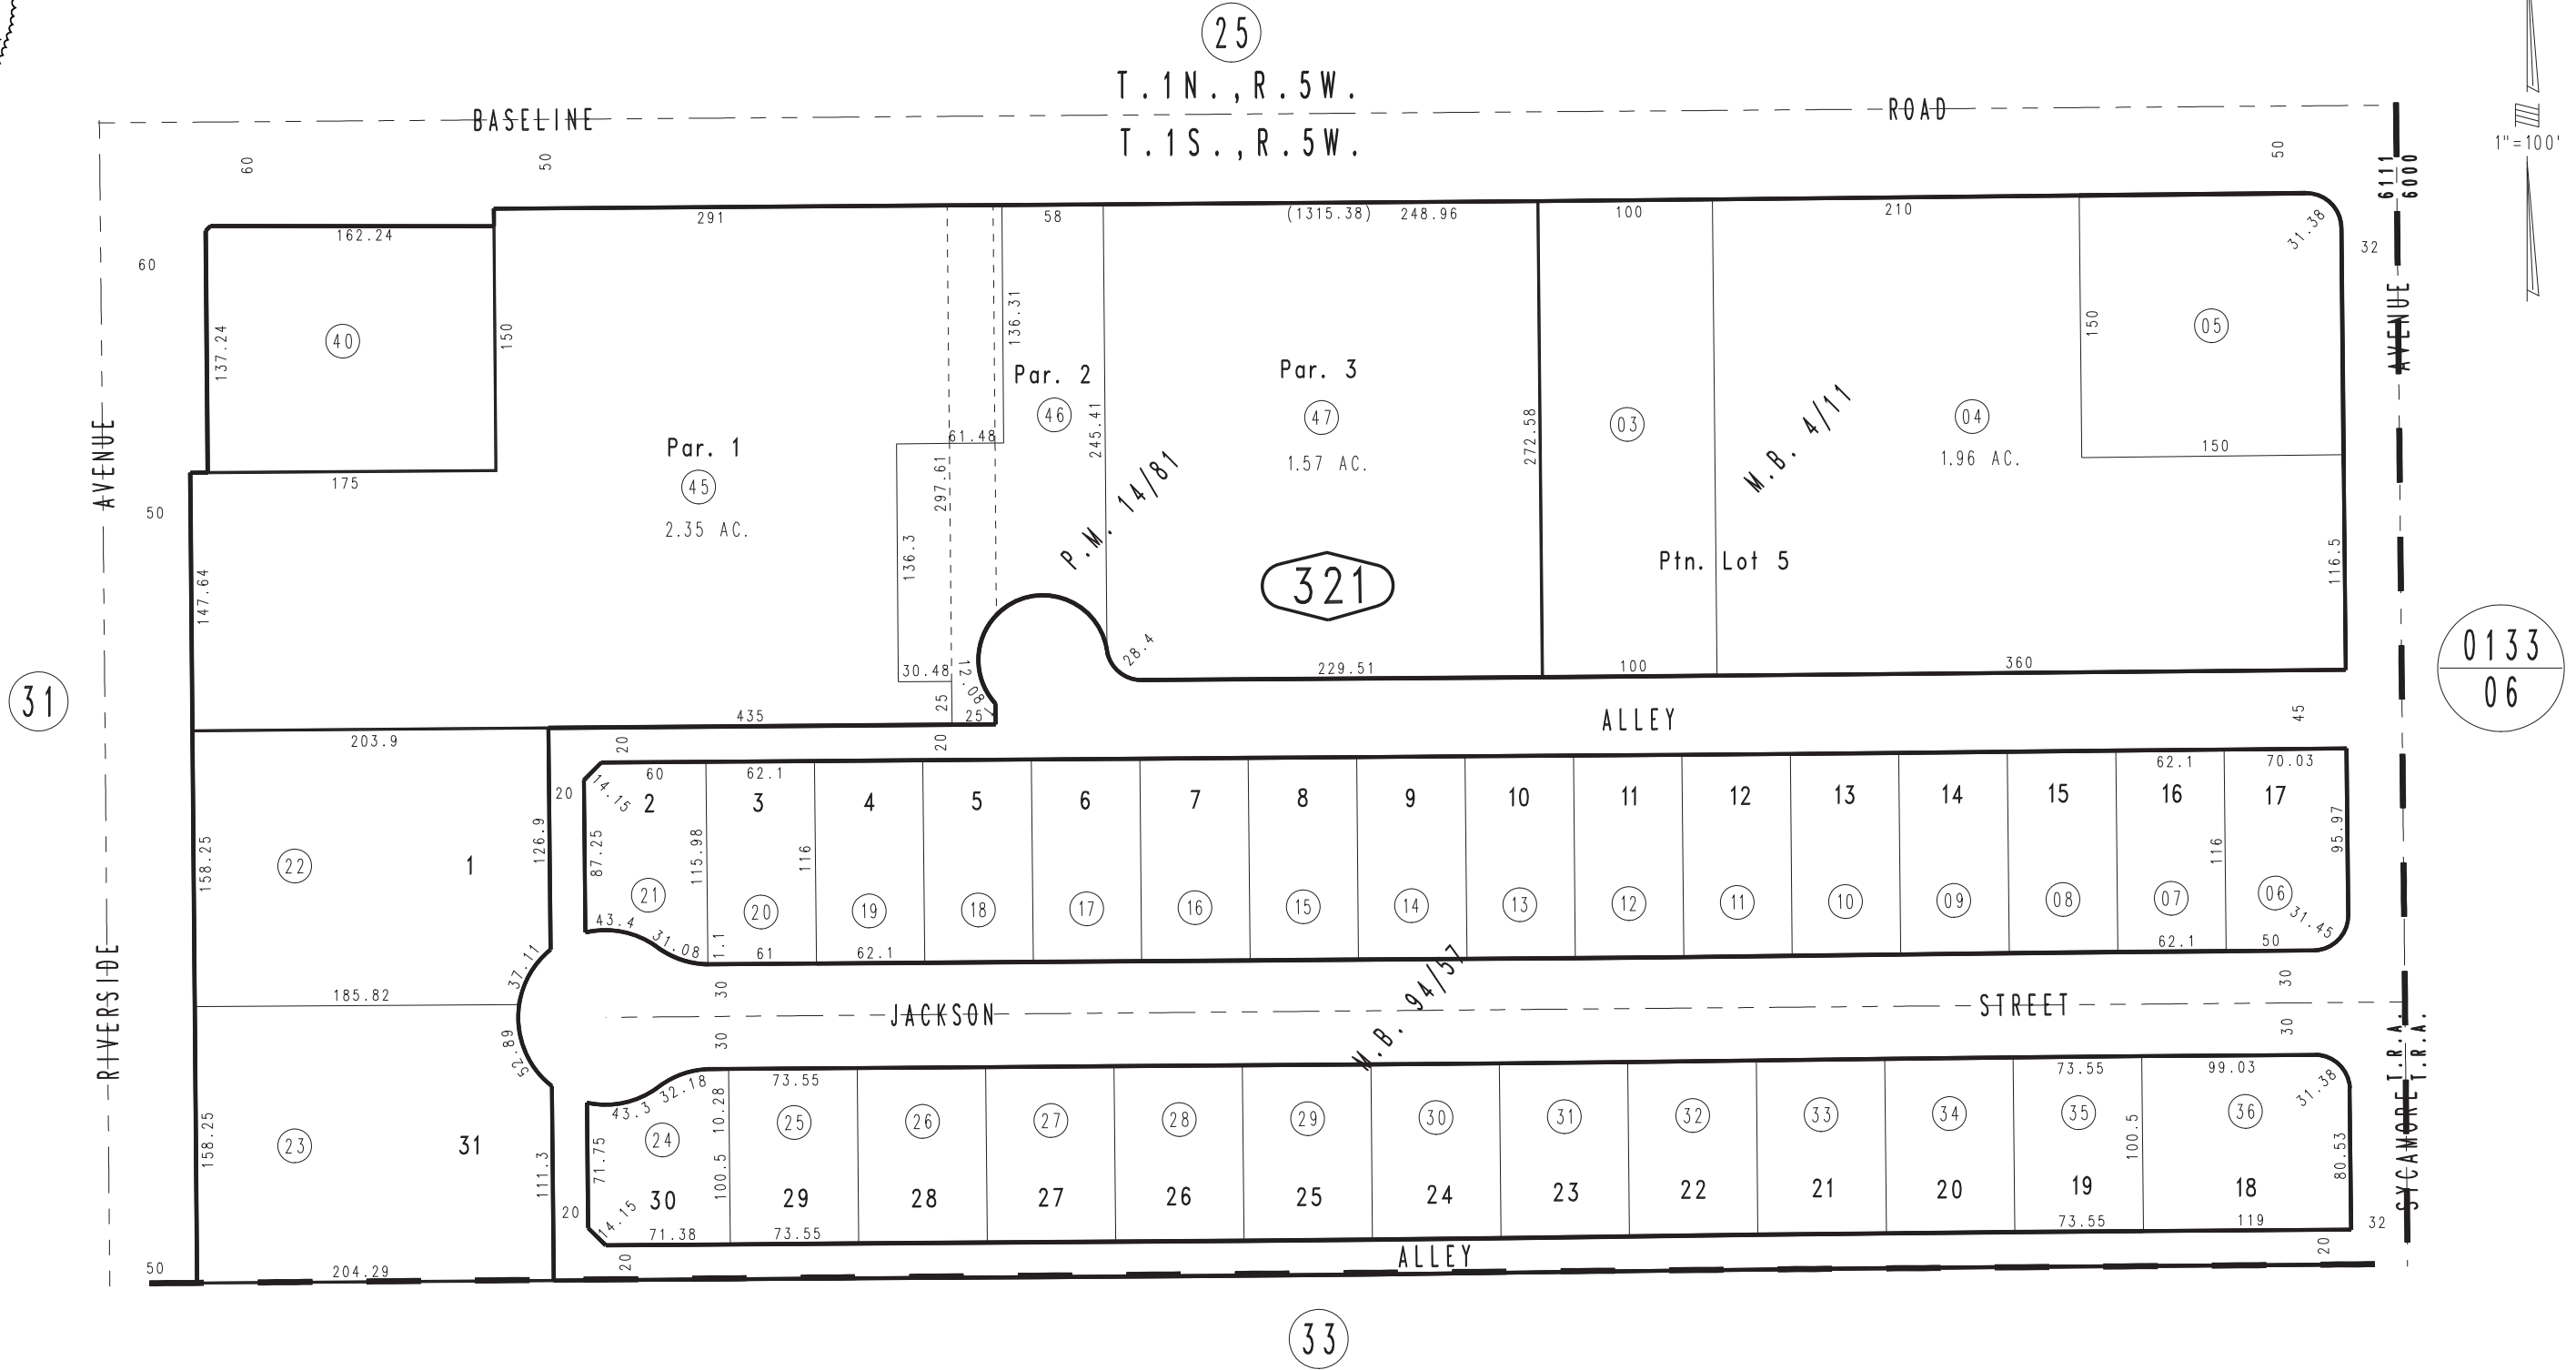 25
T.1N.,R.5W.
BASELINE ROAD
T.1S.,R.5W.
1"=100'
60 50 50
6111
6000
291 58 (1315.38) 248.96 100 210
162.24
31.38
32
60
137.24
40
150
136.31
150
05
AVENUE
Par. 2
46
Par. 3
47
1.57 AC.
03
M.B. 4/11
04
1.96 AC.
Par. 1
45
2.35 AC.
61.48
245.41
272.58
150
175
297.61
P.M. 14/81
AVENUE
50
136.3
321
Ptn. Lot 5
116.5
147.64
30.48
12.08
28.4
229.51
100
360
0133
06
31
25
25
435
ALLEY
45
203.9
20
20
60 62.1 62.1 70.03
20
14.15
2 3 4 5 6 7 8 9 10 11 12 13 14 15 16 17
158.25
22
1
126.9
87.25
115.98
116
116
95.97
21 20 19 18 17 16 15 14 13 12 11 10 09 08 07 06
43.4
31.08
1.1
61 62.1 62.1 50
31.45
37.11
185.82
30
JACKSON STREET
30
M.B. 94/57
RIVERSIDE
52.89
30
30
T.R.A.
T.R.A.
43.3
32.18
73.55 73.55 99.03
31.38
158.25
23
31
111.3
71.75
10.28
24 25 26 27 28 29 30 31 32 33 34 35 36
100.5
100.5
80.53
SYCAMORE
30 29 28 27 26 25 24 23 22 21 20 19 18
20
14.15
71.38 73.55 73.55 119
32
50
204.29
20
ALLEY
20
33